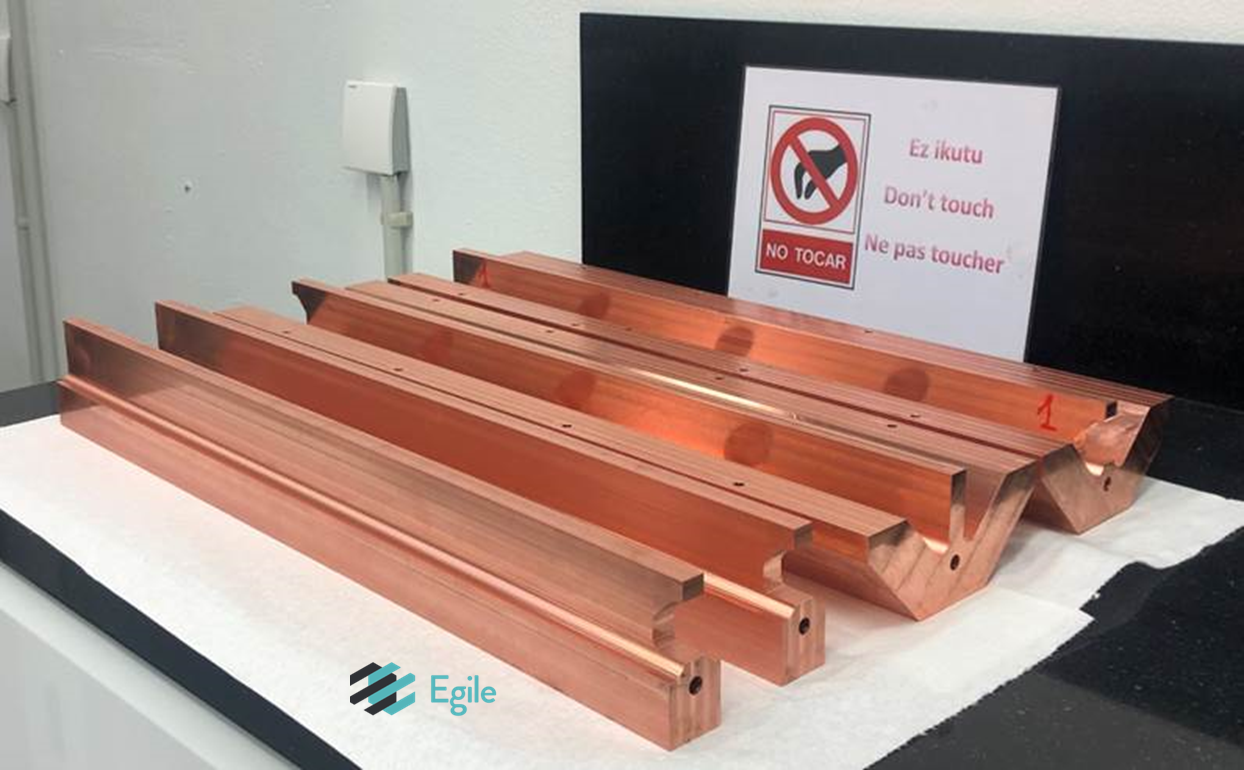 Ez ikutu
Don't touch
Ne pas toucher
NO TOCAR
1
1
Egile